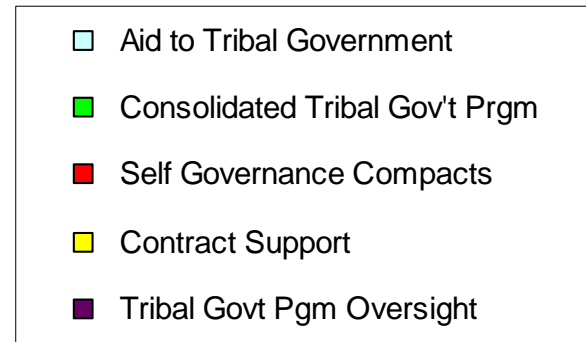 Aid to Tribal Government
Consolidated Tribal Gov't Prgm
Self Governance Compacts
Contract Support
Tribal Govt Pgm Oversight